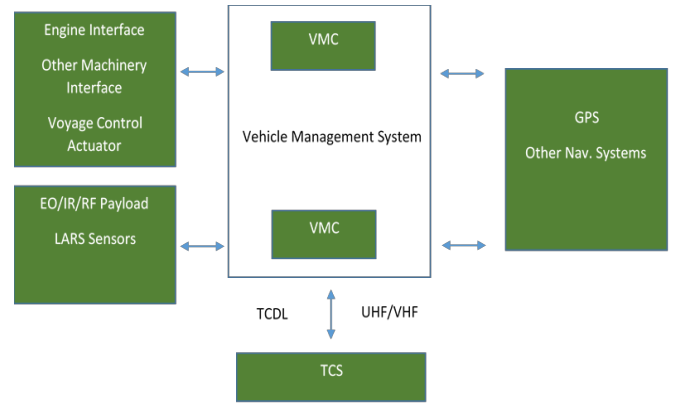 Engine Interface
Other Machinery
Interface
Voyage Control
Actuator
VMC
Vehicle Management System
VMC
GPS
Other Nav. Systems
EO/IR/RF Payload
LARS Sensors
TCDL
UHF/VHF
TCS